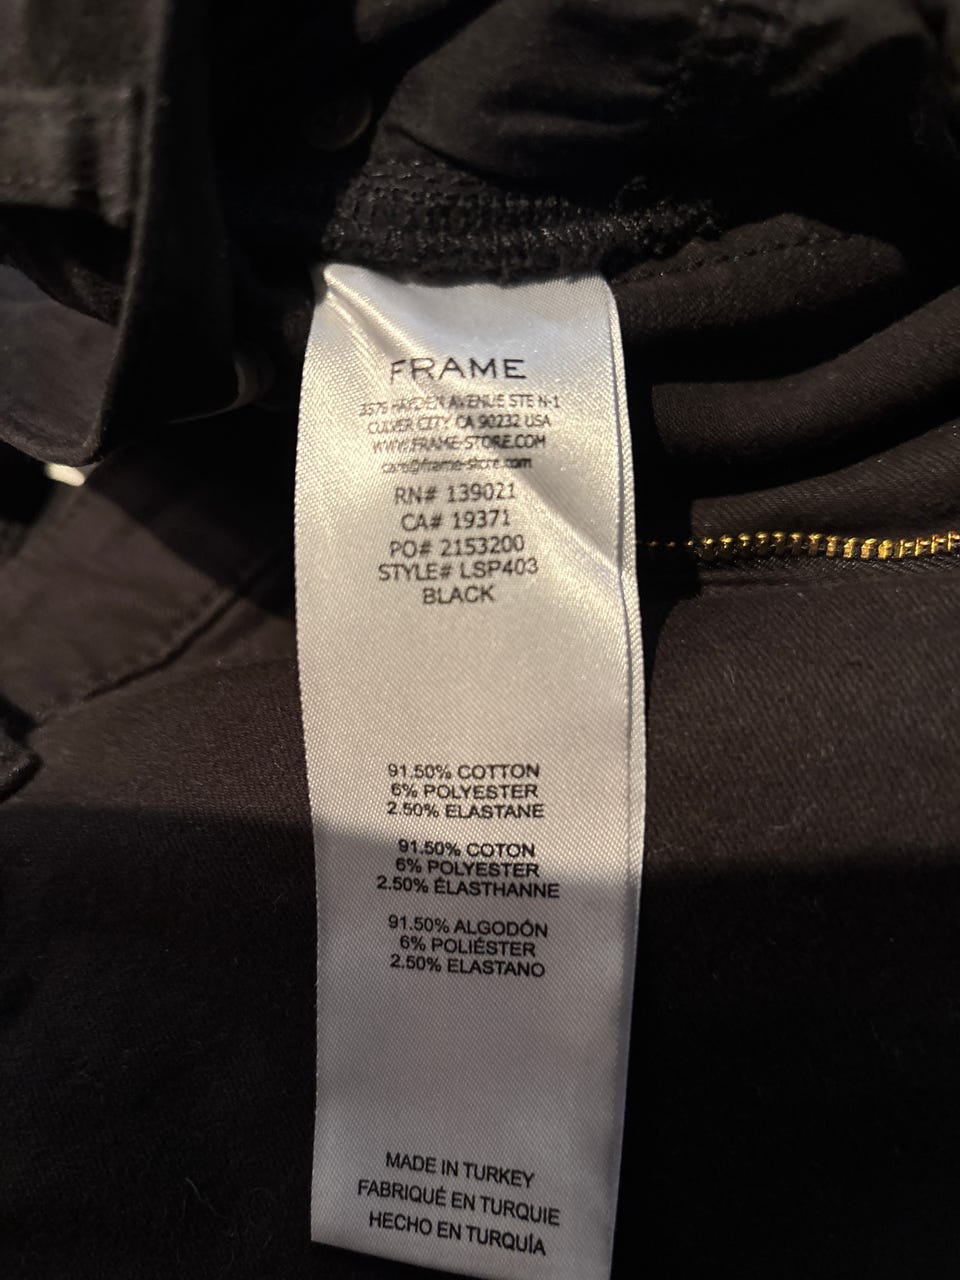 FRAME
3575 HAYDEN AVENUE STE N-1
CULVER CITY, CA 90232 USA
WWW.FRAME-STORE.COM
care@frame-store.com
RN# 139021
CA# 19371
PO# 2153200
STYLE# LSP403
BLACK
91.50% COTTON
6% POLYESTER
2.50% ELASTANE
91.50% COTON
6% POLYESTER
2.50% ÉLASTHANNE
91.50% ALGODÓN
6% POLIÉSTER
2.50% ELASTANO
MADE IN TURKEY
FABRIQUÉ EN TURQUIE
HECHO EN TURQUÍA